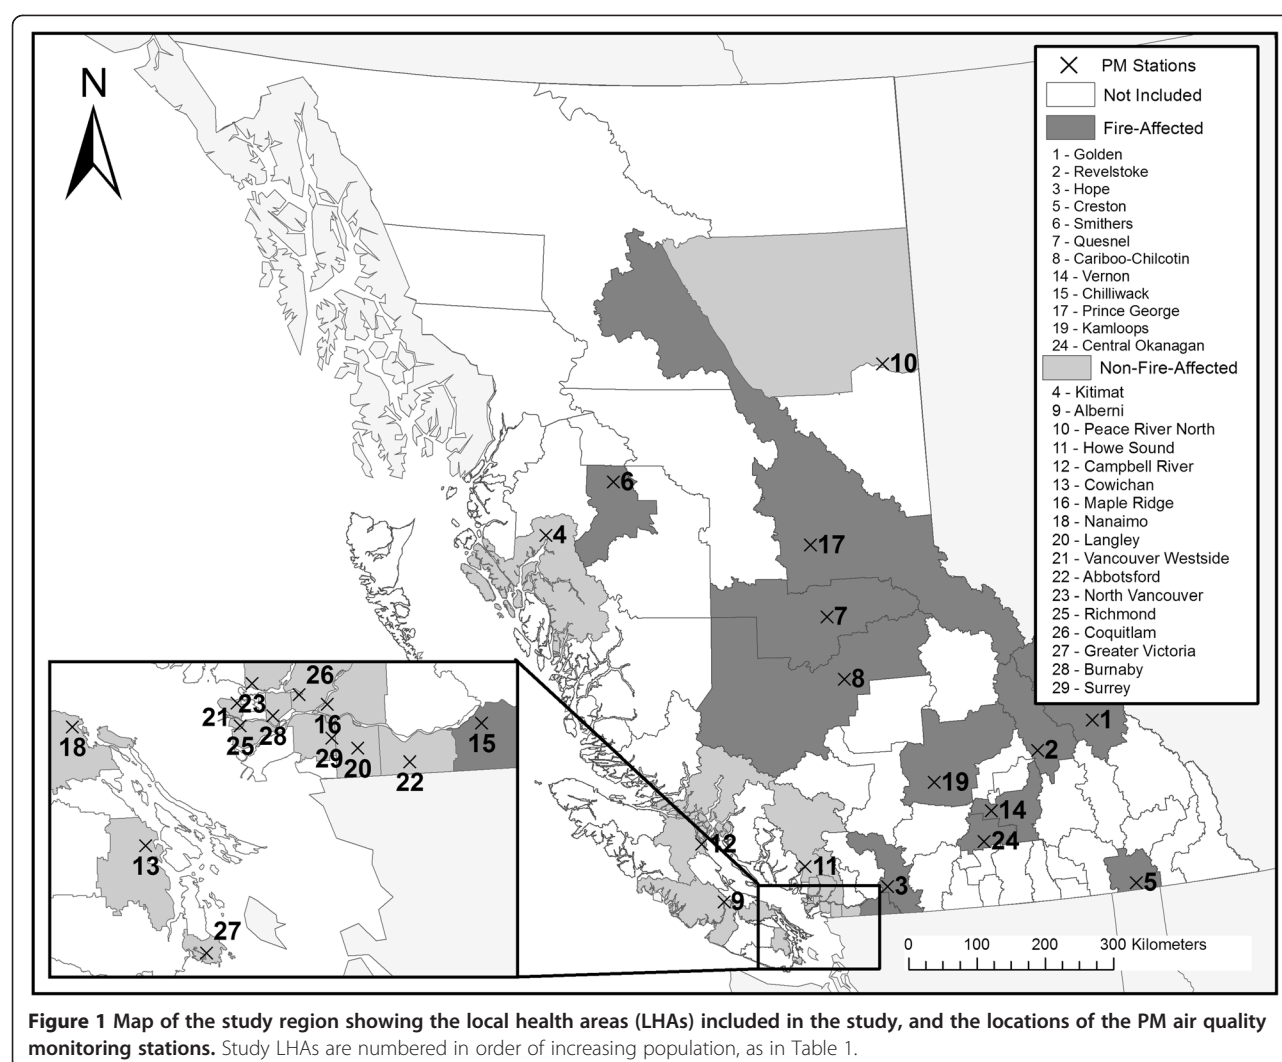 N
PM Stations
Not Included
Fire-Affected
1 - Golden
2 - Revelstoke
3 - Hope
5 - Creston
6 - Smithers
7 - Quesnel
8 - Cariboo-Chilcotin
14 - Vernon
15 - Chilliwack
17 - Prince George
19 - Kamloops
24 - Central Okanagan
Non-Fire-Affected
4 - Kitimat
9 - Alberni
10 - Peace River North
11 - Howe Sound
12 - Campbell River
13 - Cowichan
16 - Maple Ridge
18 - Nanaimo
20 - Langley
21 - Vancouver Westside
22 - Abbotsford
23 - North Vancouver
25 - Richmond
26 - Coquitlam
27 - Greater Victoria
28 - Burnaby
29 - Surrey
10
6
4
17
7
8
1
2
19
14
24
12
11
3
5
9
26
23
21
16
28
25
29
20
22
15
18
13
27
0 100 200 300 Kilometers
Figure 1 Map of the study region showing the local health areas (LHAs) included in the study, and the locations of the PM air quality
monitoring stations. Study LHAs are numbered in order of increasing population, as in Table 1.